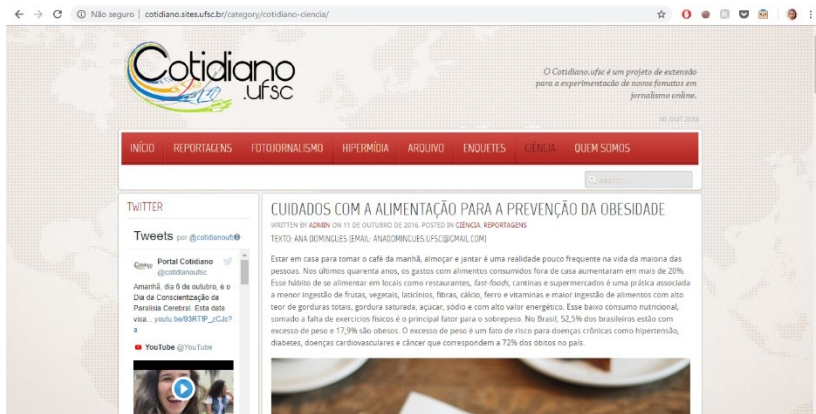 Não seguro | cotidiano.sites.ufsc.br/category/cotidiano-ciencia/
Cotidiano
.ufsc
O Cotidiano.ufsc é um projeto de extensão
para a experimentacão de novos fomatos em
jornalismo online.
30. OUT 2018
INÍCIO REPORTAGENS FOTOJORNALISMO HIPERMÍDIA ARQUIVO ENQUETES CIÊNCIA QUEM SOMOS
search...
TWITTER
Tweets por @cotidianoufs
Portal Cotidiano
@cotidianoufsc
Amanhã, dia 6 de outubro, é o
Dia da Conscientização da
Paralisia Cerebral. Esta data
visa... youtu.be/93RTfP_zCJs?
a
YouTube @YouTube
CUIDADOS COM A ALIMENTAÇÃO PARA A PREVENÇÃO DA OBESIDADE
WRITTEN BY ADMIN ON 11 DE OUTUBRO DE 2016. POSTED IN CIÊNCIA, REPORTAGENS
TEXTO: ANA DOMINGUES (EMAIL: ANADOMINGUES.UFSC@GMAIL.COM)
Estar em casa para tomar o café da manhã, almoçar e jantar é uma realidade pouco frequente na vida da maioria das
pessoas. Nos últimos quarenta anos, os gastos com alimentos consumidos fora de casa aumentaram em mais de 20%.
Esse hábito de se alimentar em locais como restaurantes, fast-foods, cantinas e supermercados é uma prática associada
a menor ingestão de frutas, vegetais, laticínios, fibras, cálcio, ferro e vitaminas e maior ingestão de alimentos com alto
teor de gorduras totais, gordura saturada, açúcar, sódio e com alto valor energético. Esse baixo consumo nutricional,
somado a falta de exercícios físicos é o principal fator para o sobrepeso. No Brasil, 52,5% dos brasileiros estão com
excesso de peso e 17,9% são obesos. O excesso de peso é um fato de risco para doenças crônicas como hipertensão,
diabetes, doenças cardiovasculares e câncer que correspondem a 72% dos óbitos no país.